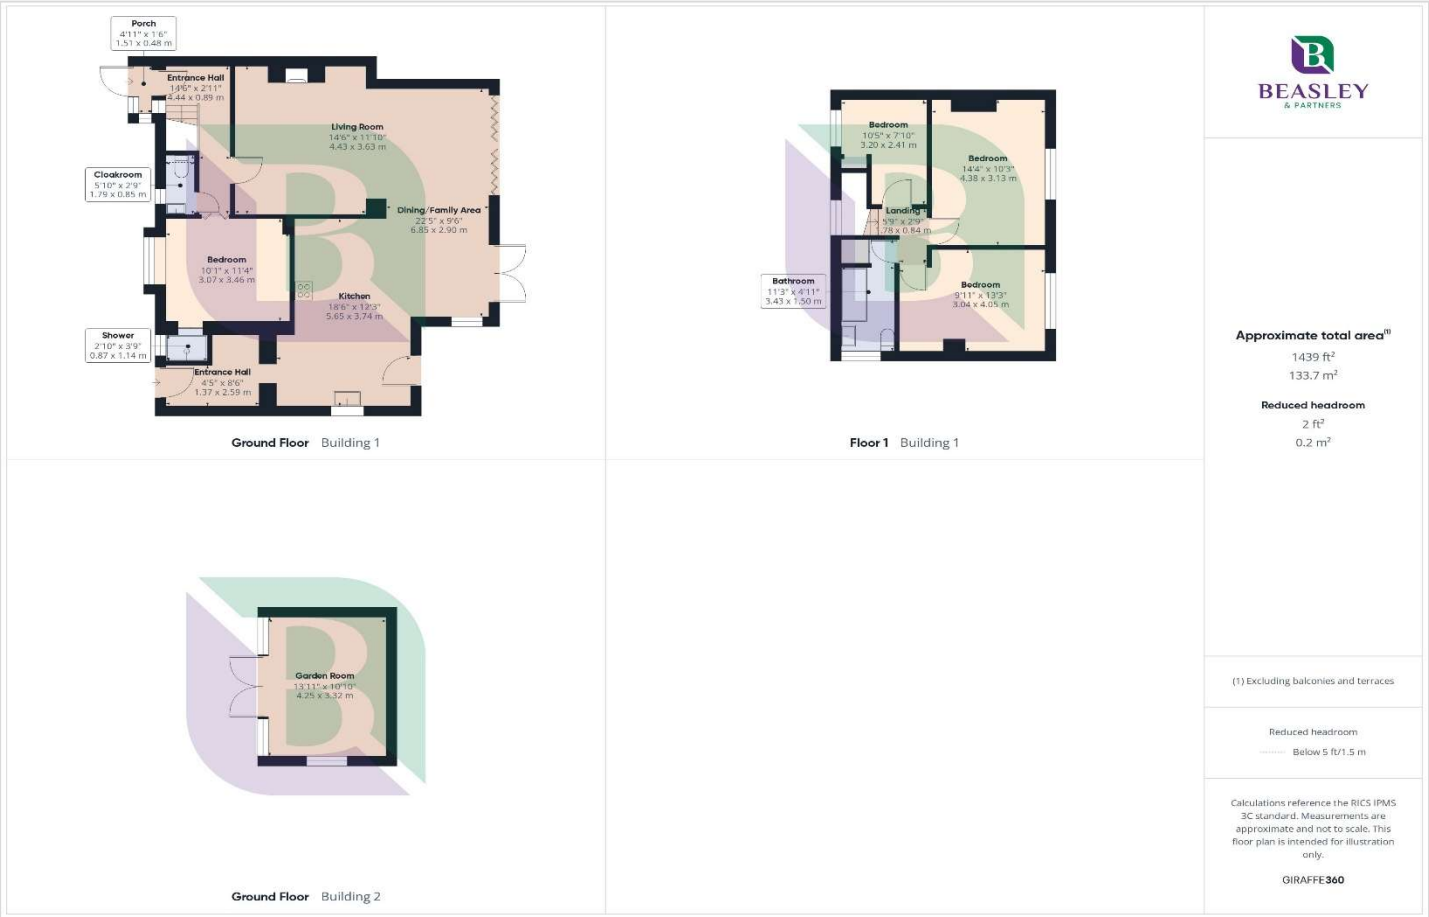 Porch
4'11" x 1'6"
1.51 x 0.48 m
Entrance Hall
14'6" x 2'11"
4.44 x 0.89 m
Living Room
14'6" x 11'10"
4.43 x 3.63 m
Cloakroom
5'10" x 2'9"
1.79 x 0.85 m
Dining/Family Area
22'5" x 9'6"
6.85 x 2.90 m
Bedroom
10'1" x 11'4"
3.07 x 3.46 m
Kitchen
18'6" x 12'3"
5.65 x 3.74 m
Shower
2'10" x 3'9"
0.87 x 1.14 m
Entrance Hall
4'5" x 8'6"
1.37 x 2.59 m
Ground Floor Building 1
Bedroom
10'5" x 7'10"
3.20 x 2.41 m
Bedroom
14'4" x 10'3"
4.38 x 3.13 m
Landing
5'9" x 2'9"
1.78 x 0.84 m
Bathroom
11'3" x 4'11"
3.43 x 1.50 m
Bedroom
9'11" x 13'3"
3.04 x 4.05 m
Floor 1 Building 1
Garden Room
13'11" x 10'10"
4.25 x 3.32 m
Ground Floor Building 2
B
BEASLEY
& PARTNERS
Approximate total area(1)
1439 ft²
133.7 m²
Reduced headroom
2 ft²
0.2 m²
(1) Excluding balconies and terraces
Reduced headroom
Below 5 ft/1.5 m
Calculations reference the RICS IPMS
3C standard. Measurements are
approximate and not to scale. This
floor plan is intended for illustration
only.
GIRAFFE360